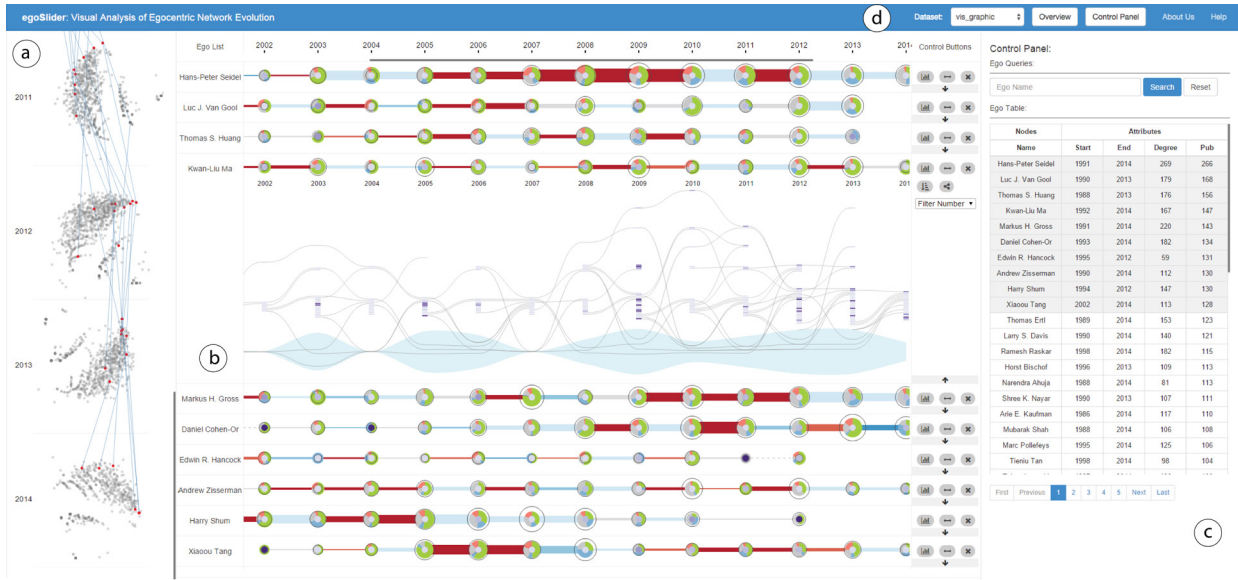 egoSlider: Visual Analysis of Egocentric Network Evolution
d
Dataset: vis_graphic Overview Control Panel About Us Help
a
2011
2012
2013
2014
Ego List 2002 2003 2004 2005 2006 2007 2008 2009 2010 2011 2012 2013 Control Buttons
Hans-Peter Seidel
Luc J. Van Gool
Thomas S. Huang
Kwan-Liu Ma
2002 2003 2004 2005 2006 2007 2008 2009 2010 2011 2012 2013
Filter Number
b
Markus H. Gross
Daniel Cohen-Or
Edwin R. Hancock
Andrew Zisserman
Harry Shum
Xiaoou Tang
Control Panel:
Ego Queries:
Ego Name Search Reset
Ego Table:
Nodes Attributes
Name Start End Degree Pub
Hans-Peter Seidel 1991 2014 269 266
Luc J. Van Gool 1990 2013 179 168
Thomas S. Huang 1988 2013 176 156
Kwan-Liu Ma 1992 2014 167 147
Markus H. Gross 1991 2014 220 143
Daniel Cohen-Or 1993 2014 182 134
Edwin R. Hancock 1995 2012 59 131
Andrew Zisserman 1990 2014 112 130
Harry Shum 1994 2012 147 130
Xiaoou Tang 2002 2014 113 128
Thomas Ertl 1989 2014 153 123
Larry S. Davis 1990 2014 140 121
Ramesh Raskar 1998 2014 182 115
Horst Bischof 1996 2013 109 113
Narendra Ahuja 1988 2014 81 113
Shree K. Nayar 1990 2013 107 111
Arie E. Kaufman 1986 2014 117 110
Mubarak Shah 1988 2014 106 108
Marc Pollefeys 1995 2014 125 106
Tieniu Tan 1998 2014 98 104
First Previous 1 2 3 4 5 Next Last
c